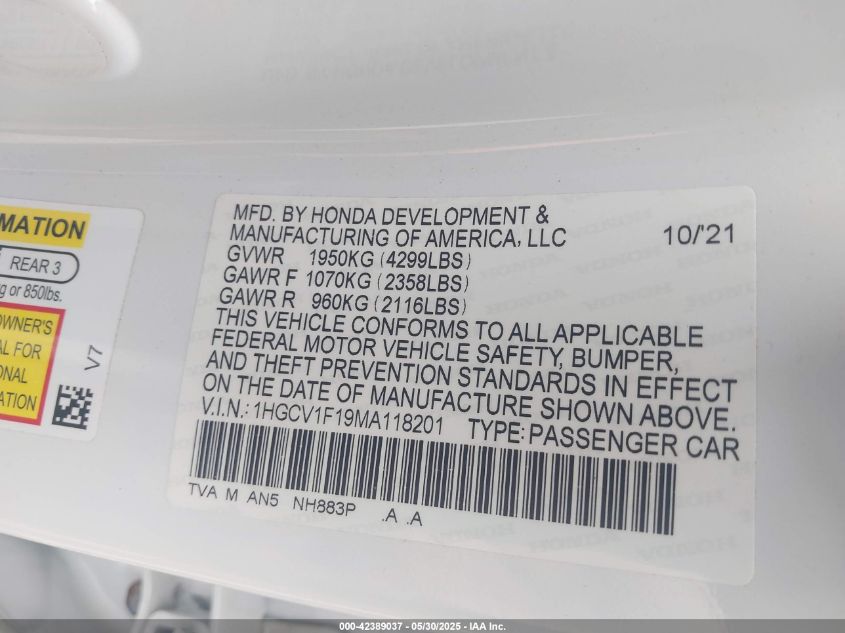 MATION
REAR 3
g or 850lbs.
OWNER'S
AL FOR
ONAL
ATION
V7
MFD. BY HONDA DEVELOPMENT &
MANUFACTURING OF AMERICA, LLC 10/'21
GVWR 1950KG (4299LBS)
GAWR F 1070KG (2358LBS)
GAWR R 960KG (2116LBS)
THIS VEHICLE CONFORMS TO ALL APPLICABLE
FEDERAL MOTOR VEHICLE SAFETY, BUMPER,
AND THEFT PREVENTION STANDARDS IN EFFECT
ON THE DATE OF MANUFACTURE SHOWN ABOVE.
V.I.N.: 1HGCV1F19MA118201 TYPE: PASSENGER CAR
TVA M AN5 NH883P .A .A
HONDA
000-42389037 - 05/30/2025 - IAA Inc.